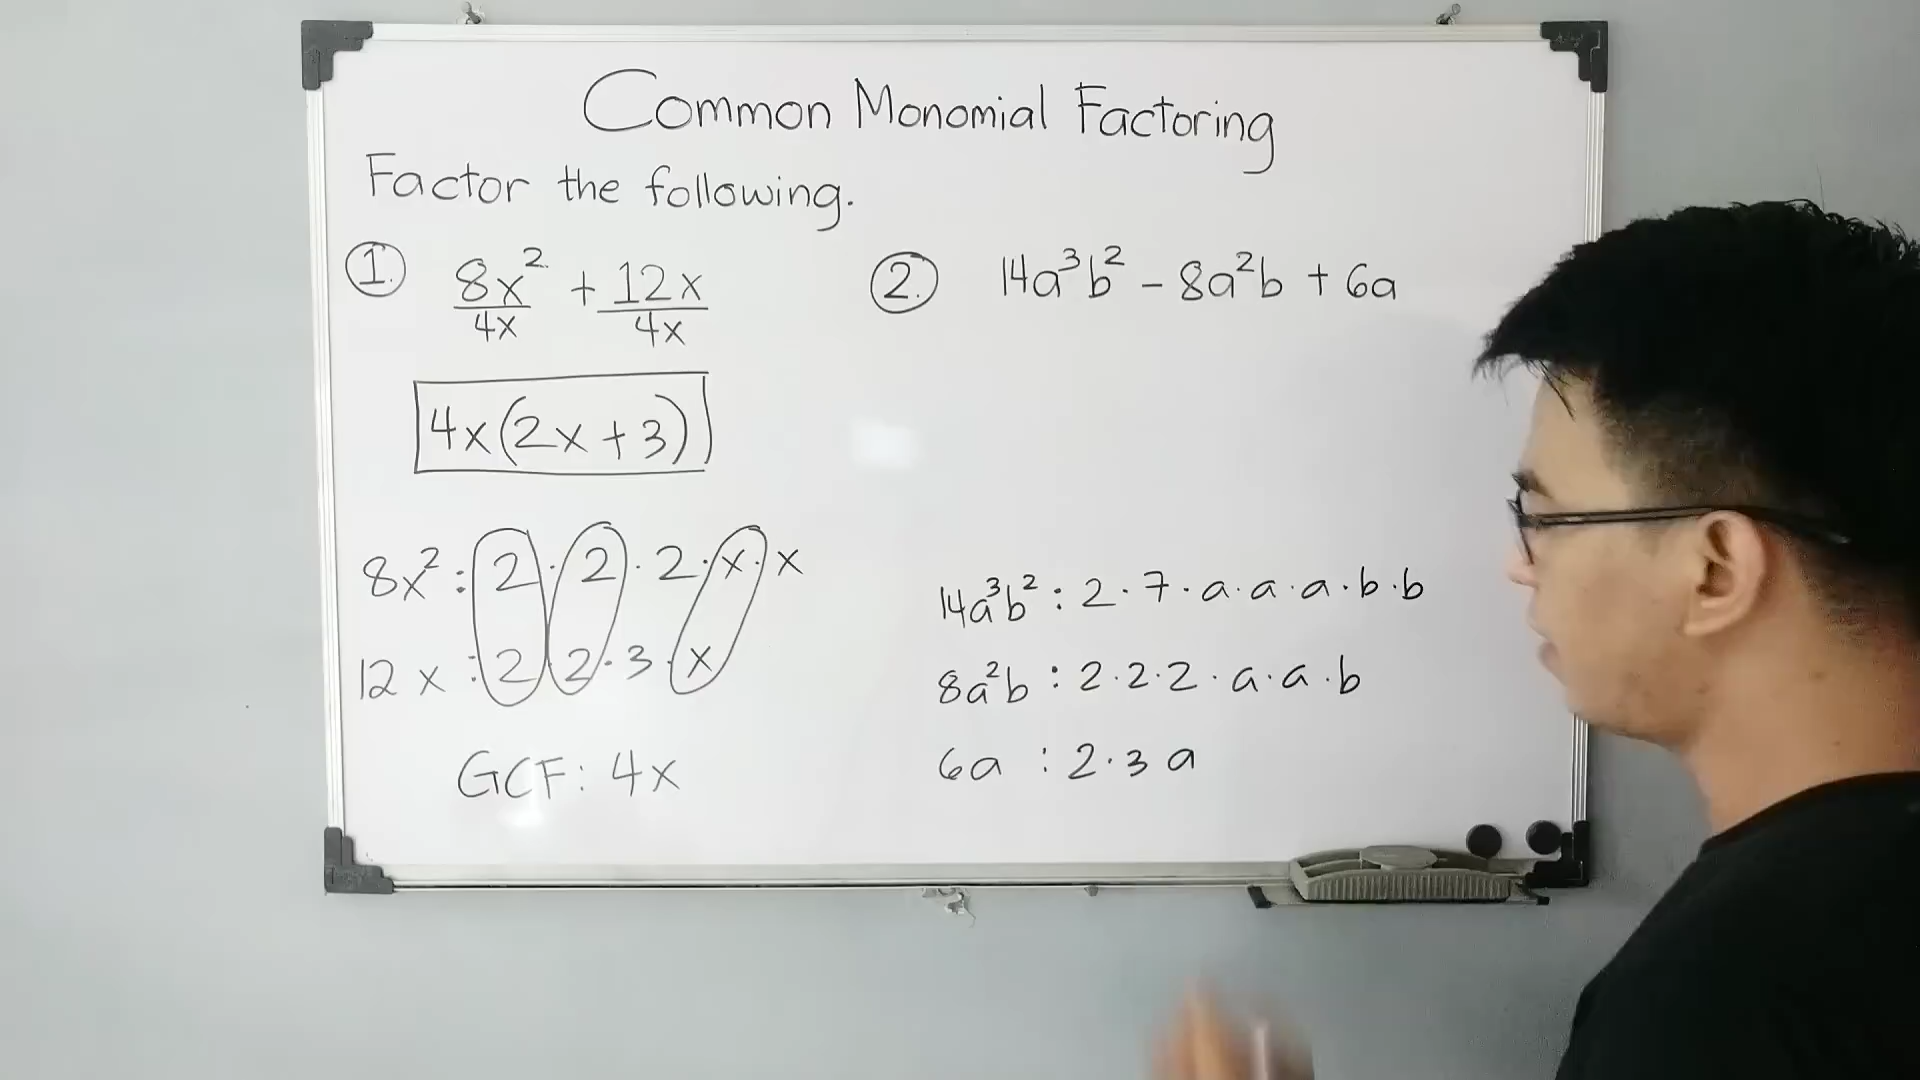 Common Monomial Factoring
Factor the following.
1. 8x² + 12x
4x 4x
4x(2x + 3)
8x² : 2 · 2 · 2 · x · x
12x : 2 · 2 · 3 · x
GCF: 4x
2. 14a³b² - 8a²b + 6a
14a³b² : 2 · 7 · a · a · a · b · b
8a²b : 2 · 2 · 2 · a · a · b
6a : 2 · 3 a